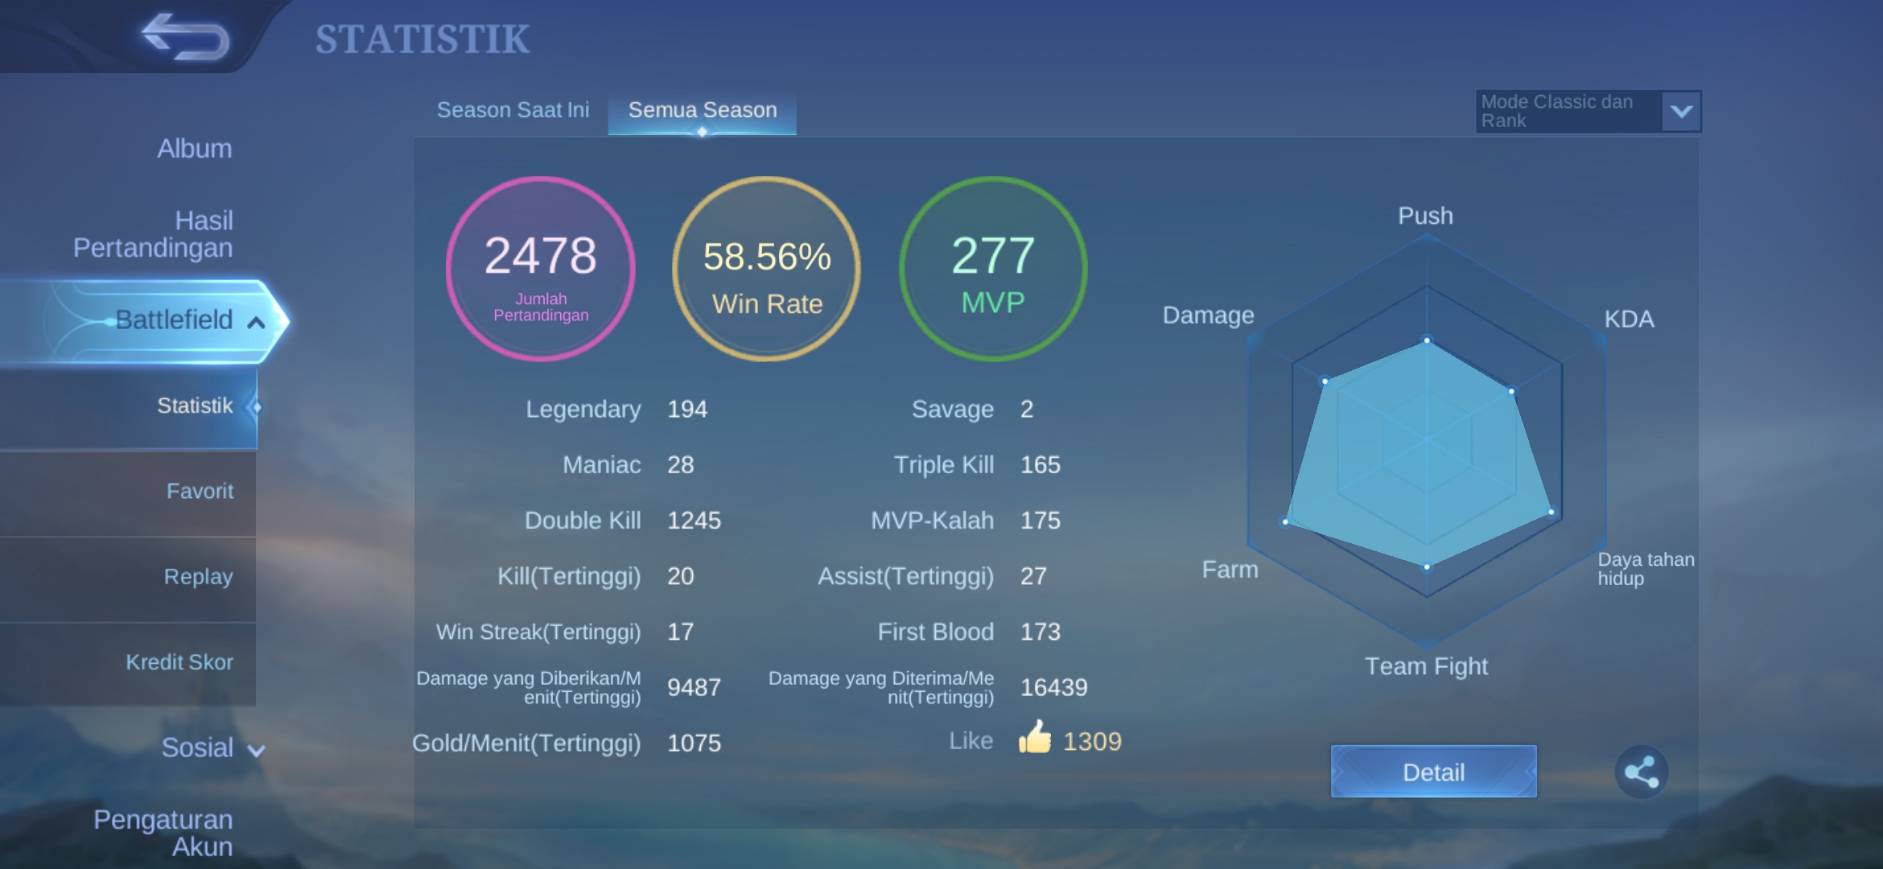 STATISTIK
Season Saat Ini
Semua Season
Mode Classic dan
Rank
Album
Hasil
Pertandingan
Battlefield
Statistik
Favorit
Replay
Kredit Skor
Sosial
Pengaturan
Akun
2478
Jumlah
Pertandingan
58.56%
Win Rate
277
MVP
Legendary 194
Savage 2
Maniac 28
Triple Kill 165
Double Kill 1245
MVP-Kalah 175
Kill(Tertinggi) 20
Assist(Tertinggi) 27
Win Streak(Tertinggi) 17
First Blood 173
Damage yang Diberikan/M
enit(Tertinggi) 9487
Damage yang Diterima/Me
nit(Tertinggi) 16439
Gold/Menit(Tertinggi) 1075
Like 1309
Push
Damage
KDA
Farm
Daya tahan
hidup
Team Fight
Detail